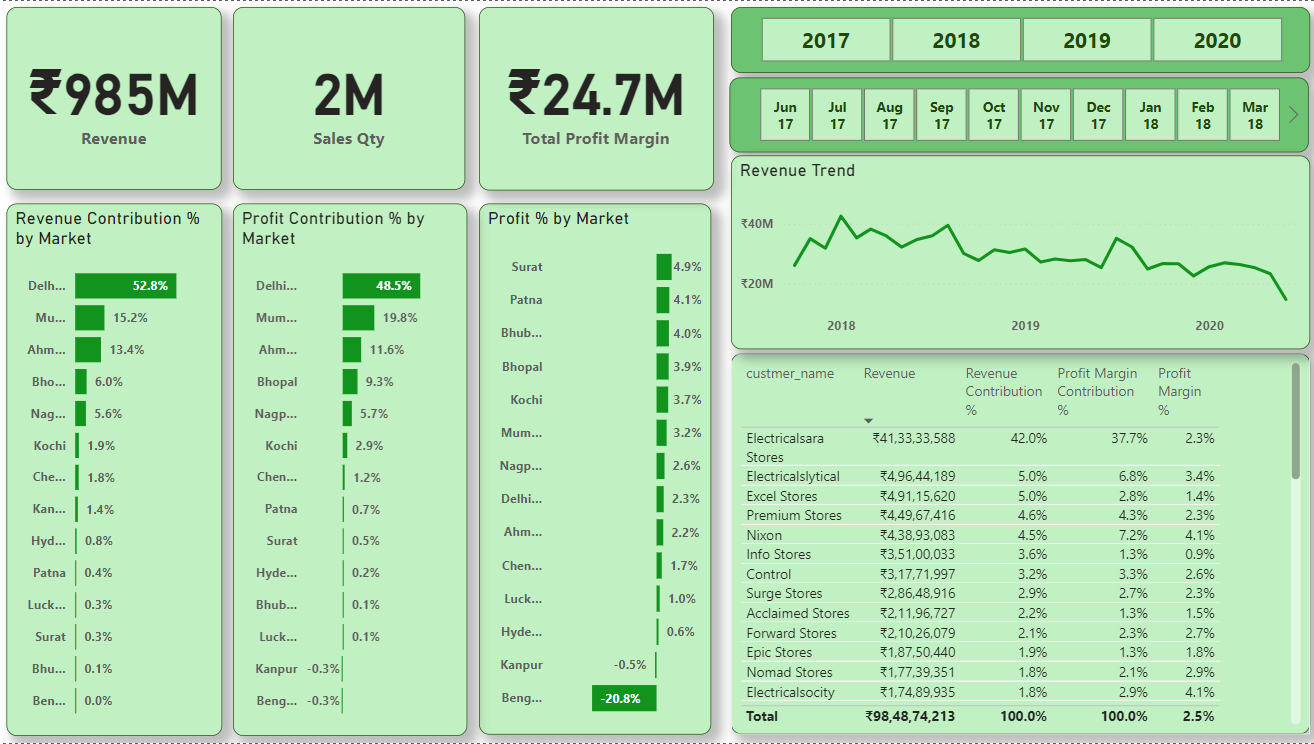 ₹985M
Revenue
2M
Sales Qty
₹24.7M
Total Profit Margin
2017 2018 2019 2020
Jun 17 Jul 17 Aug 17 Sep 17 Oct 17 Nov 17 Dec 17 Jan 18 Feb 18 Mar 18
Revenue Contribution %
by Market
Delh... 52.8%
Mu... 15.2%
Ahm... 13.4%
Bho... 6.0%
Nag... 5.6%
Kochi 1.9%
Che... 1.8%
Kan... 1.4%
Hyd... 0.8%
Patna 0.4%
Luck... 0.3%
Surat 0.3%
Bhu... 0.1%
Ben... 0.0%
Profit Contribution % by
Market
Delhi... 48.5%
Mum... 19.8%
Ahm... 11.6%
Bhopal 9.3%
Nagp... 5.7%
Kochi 2.9%
Chen... 1.2%
Patna 0.7%
Surat 0.5%
Hyde... 0.2%
Bhub... 0.1%
Luck... 0.1%
Kanpur -0.3%
Beng... -0.3%
Profit % by Market
Surat 4.9%
Patna 4.1%
Bhub... 4.0%
Bhopal 3.9%
Kochi 3.7%
Mum... 3.2%
Nagp... 2.6%
Delhi... 2.3%
Ahm... 2.2%
Chen... 1.7%
Luck... 1.0%
Hyde... 0.6%
Kanpur -0.5%
Beng... -20.8%
Revenue Trend
₹40M
₹20M
2018 2019 2020
custmer_name Revenue Revenue Contribution % Profit Margin Contribution % Profit Margin %
Electricalsara Stores ₹41,33,33,588 42.0% 37.7% 2.3%
Electricalslytical ₹4,96,44,189 5.0% 6.8% 3.4%
Excel Stores ₹4,91,15,620 5.0% 2.8% 1.4%
Premium Stores ₹4,49,67,416 4.6% 4.3% 2.3%
Nixon ₹4,38,93,083 4.5% 7.2% 4.1%
Info Stores ₹3,51,00,033 3.6% 1.3% 0.9%
Control ₹3,17,71,997 3.2% 3.3% 2.6%
Surge Stores ₹2,86,48,916 2.9% 2.7% 2.3%
Acclaimed Stores ₹2,11,96,727 2.2% 1.3% 1.5%
Forward Stores ₹2,10,26,079 2.1% 2.3% 2.7%
Epic Stores ₹1,87,50,440 1.9% 1.3% 1.8%
Nomad Stores ₹1,77,39,351 1.8% 2.1% 2.9%
Electricalsocity ₹1,74,89,935 1.8% 2.9% 4.1%
Total ₹98,48,74,213 100.0% 100.0% 2.5%